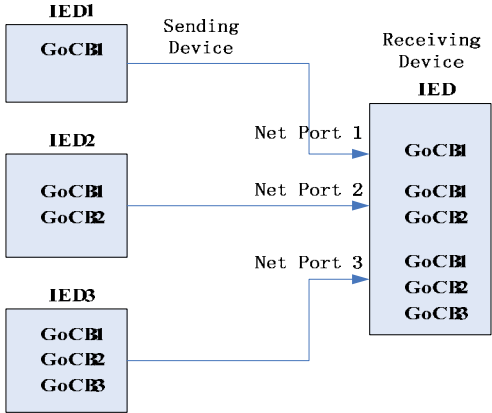 IED1
GoCB1
Sending
Device
Receiving
Device
IED
Net Port 1
GoCB1
IED2
GoCB1
GoCB2
Net Port 2
GoCB1
GoCB2
Net Port 3
GoCB1
GoCB2
GoCB3
IED3
GoCB1
GoCB2
GoCB3